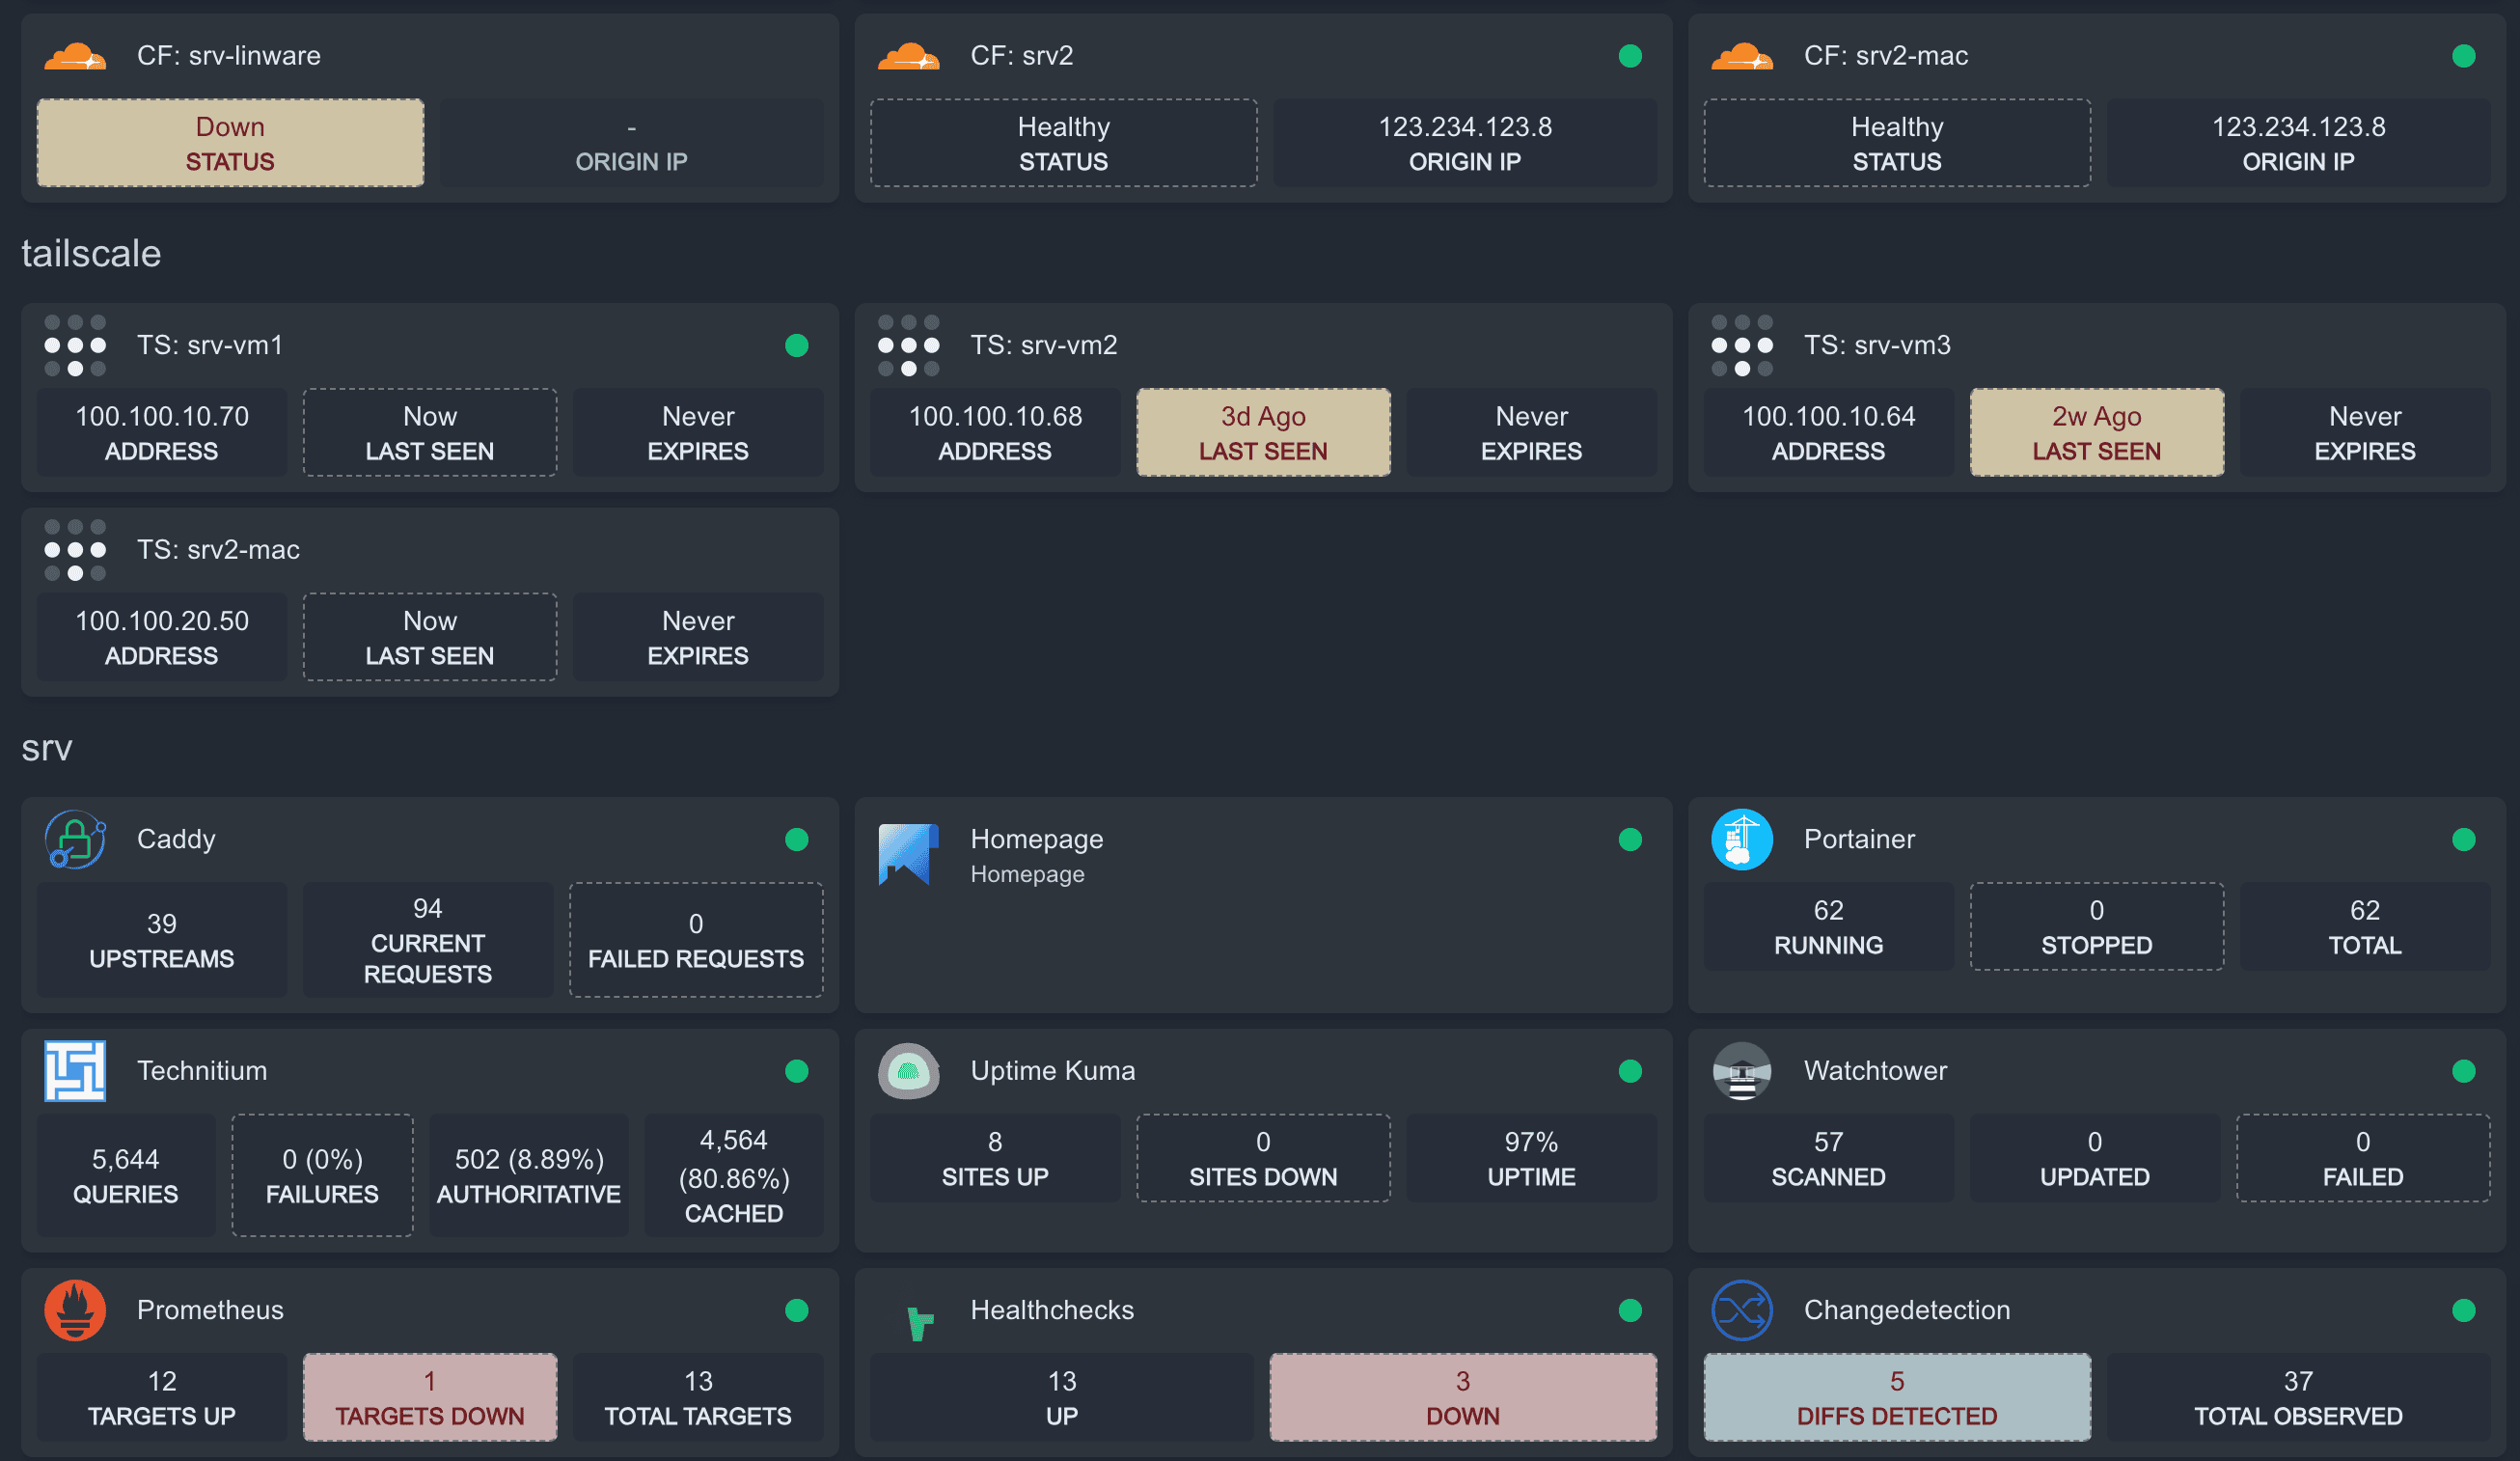 CF: srv-linware
Down
STATUS
-
ORIGIN IP
CF: srv2
Healthy
STATUS
123.234.123.8
ORIGIN IP
CF: srv2-mac
Healthy
STATUS
123.234.123.8
ORIGIN IP
tailscale
TS: srv-vm1
100.100.10.70
ADDRESS
Now
LAST SEEN
Never
EXPIRES
TS: srv-vm2
100.100.10.68
ADDRESS
3d Ago
LAST SEEN
Never
EXPIRES
TS: srv-vm3
100.100.10.64
ADDRESS
2w Ago
LAST SEEN
Never
EXPIRES
TS: srv2-mac
100.100.20.50
ADDRESS
Now
LAST SEEN
Never
EXPIRES
srv
Caddy
39
UPSTREAMS
94
CURRENT
REQUESTS
0
FAILED REQUESTS
Homepage
Homepage
Portainer
62
RUNNING
0
STOPPED
62
TOTAL
Technitium
5,644
QUERIES
0 (0%)
FAILURES
502 (8.89%)
AUTHORITATIVE
4,564
(80.86%)
CACHED
Uptime Kuma
8
SITES UP
0
SITES DOWN
97%
UPTIME
Watchtower
57
SCANNED
0
UPDATED
0
FAILED
Prometheus
12
TARGETS UP
1
TARGETS DOWN
13
TOTAL TARGETS
Healthchecks
13
UP
3
DOWN
Changedetection
5
DIFFS DETECTED
37
TOTAL OBSERVED